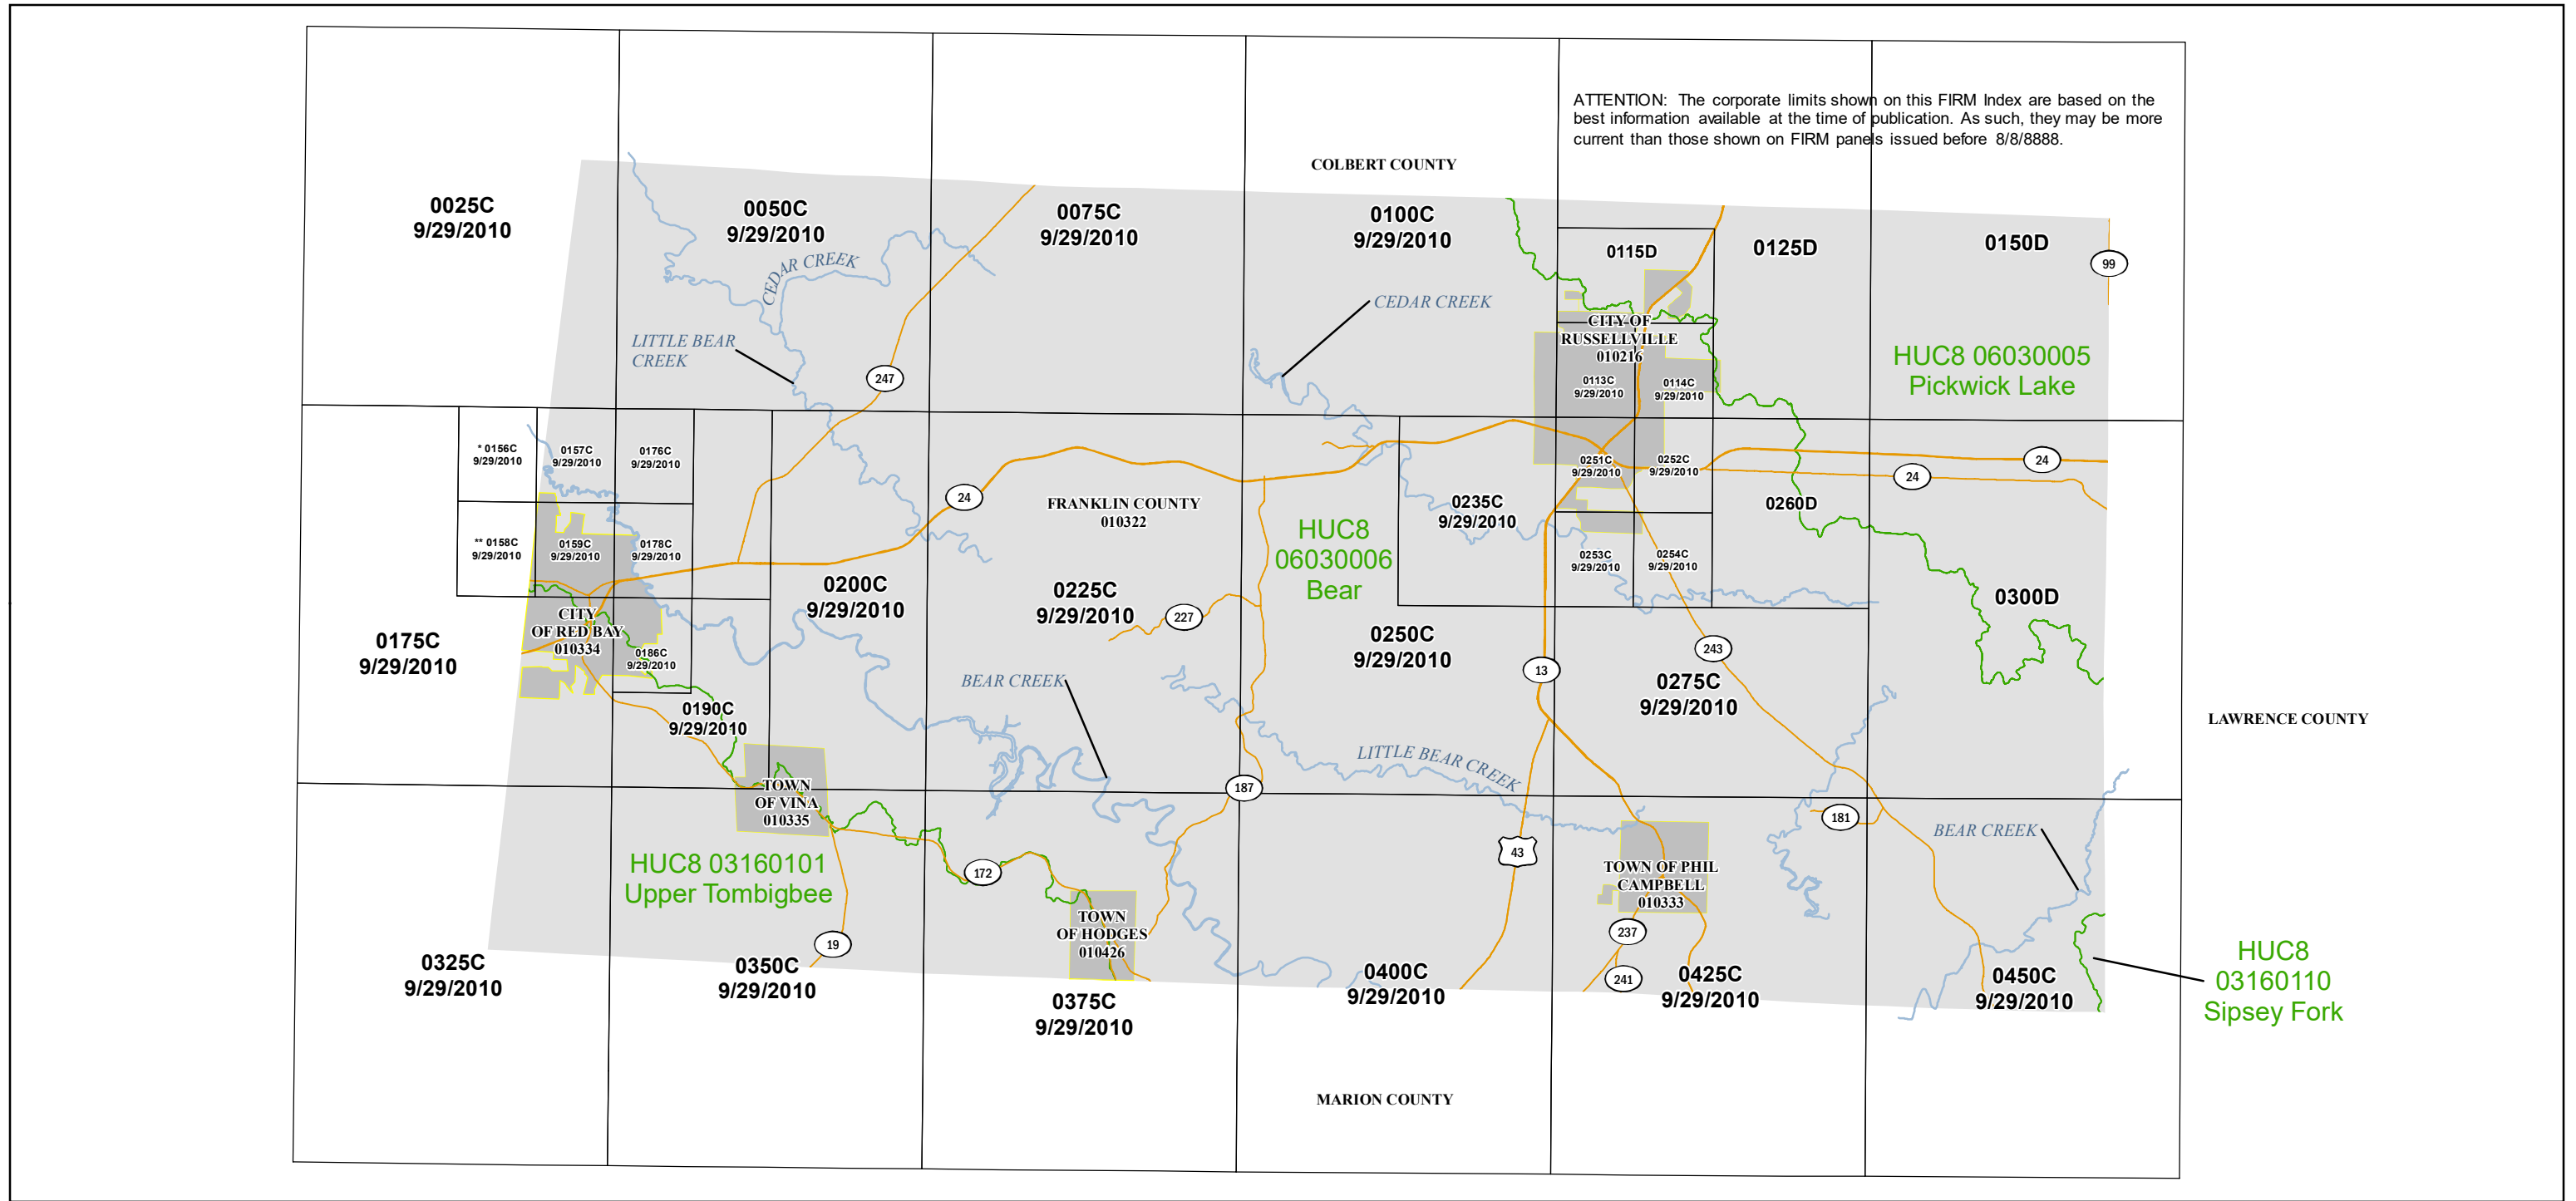 ATTENTION: The corporate limits shown on this FIRM Index are based on the
best information available at the time of publication. As such, they may be more
current than those shown on FIRM panels issued before 8/8/8888.
COLBERT COUNTY
0025C
9/29/2010
0050C
9/29/2010
0075C
9/29/2010
0100C
9/29/2010
0115D
0125D
0150D
99
CEDAR CREEK
CEDAR CREEK
LITTLE BEAR
CREEK
247
CITY OF
RUSSELLVILLE
010216
HUC8 06030005
Pickwick Lake
0113C
9/29/2010
0114C
9/29/2010
* 0156C
9/29/2010
0157C
9/29/2010
0176C
9/29/2010
0251C
9/29/2010
0252C
9/29/2010
24
24
24
FRANKLIN COUNTY
010322
0235C
9/29/2010
0260D
HUC8
06030006
Bear
** 0158C
9/29/2010
0159C
9/29/2010
0178C
9/29/2010
0253C
9/29/2010
0254C
9/29/2010
0200C
9/29/2010
0225C
9/29/2010
227
0300D
CITY
OF RED BAY
010334
0175C
9/29/2010
0186C
9/29/2010
0250C
9/29/2010
13
243
BEAR CREEK
0275C
9/29/2010
0190C
9/29/2010
LAWRENCE COUNTY
LITTLE BEAR CREEK
TOWN
OF VINA
010335
187
181
BEAR CREEK
43
HUC8 03160101
Upper Tombigbee
172
TOWN OF PHIL
CAMPBELL
010333
TOWN
OF HODGES
010426
19
237
241
0325C
9/29/2010
0350C
9/29/2010
0375C
9/29/2010
0400C
9/29/2010
0425C
9/29/2010
0450C
9/29/2010
HUC8
03160110
Sipsey Fork
MARION COUNTY